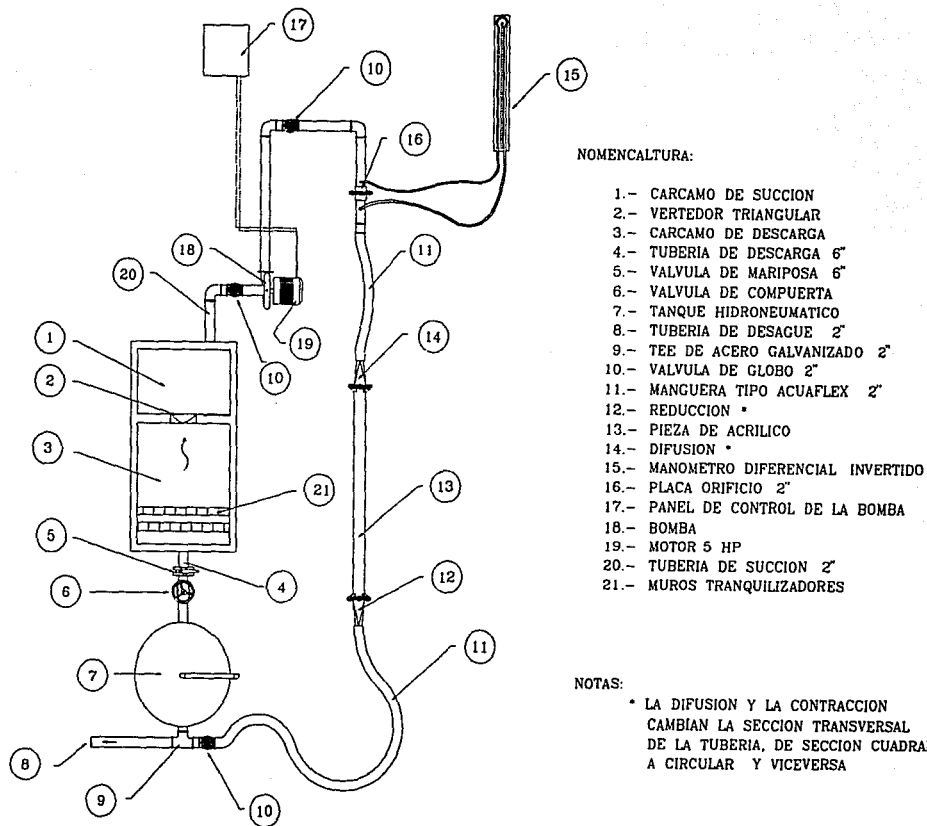 17
10
15
16
18
11
20
19
14
1
10
2
3
21
13
5
4
12
6
11
7
8
9
10
NOMENCALTURA:
1.- CARCAMO DE SUCCION
2.- VERTEDOR TRIANGULAR
3.- CARCAMO DE DESCARGA
4.- TUBERIA DE DESCARGA 6"
5.- VALVULA DE MARIPOSA 6"
6.- VALVULA DE COMPUERTA
7.- TANQUE HIDRONEUMATICO
8.- TUBERIA DE DESAGUE 2"
9.- TEE DE ACERO GALVANIZADO 2"
10.- VALVULA DE GLOBO 2"
11.- MANGUERA TIPO ACUAFLEX 2"
12.- REDUCCION *
13.- PIEZA DE ACRILICO
14.- DIFUSION *
15.- MANOMETRO DIFERENCIAL INVERTIDO
16.- PLACA ORIFICIO 2"
17.- PANEL DE CONTROL DE LA BOMBA
18.- BOMBA
19.- MOTOR 5 HP
20.- TUBERIA DE SUCCION 2"
21.- MUROS TRANQUILIZADORES
NOTAS:
* LA DIFUSION Y LA CONTRACCION
CAMBIAN LA SECCION TRANSVERSAL
DE LA TUBERIA, DE SECCION CUADRA
A CIRCULAR Y VICEVERSA